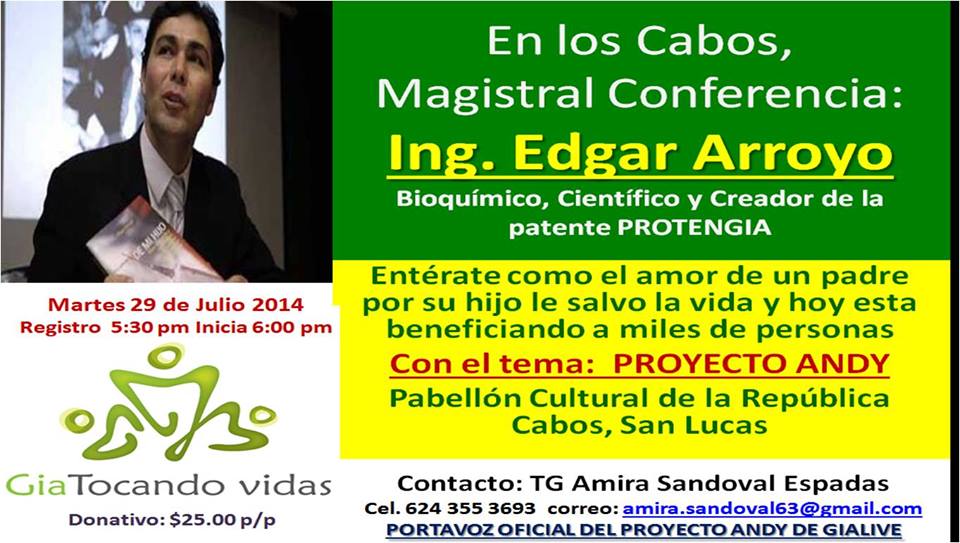 En los Cabos,
Magistral Conferencia:
Ing. Edgar Arroyo
Bioquímico, Científico y Creador de la
patente PROTENGIA
DE MI HIJO
Martes 29 de Julio 2014
Registro 5:30 pm Inicia 6:00 pm
GiaTocando vidas
Donativo: $25.00 p/p
Entérate como el amor de un padre
por su hijo le salvo la vida y hoy esta
beneficiando a miles de personas
Con el tema: PROYECTO ANDY
Pabellón Cultural de la República
Cabos, San Lucas
Contacto: TG Amira Sandoval Espadas
Cel. 624 355 3693 correo: amira.sandoval63@gmail.com
PORTAVOZ OFICIAL DEL PROYECTO ANDY DE GIALIVE